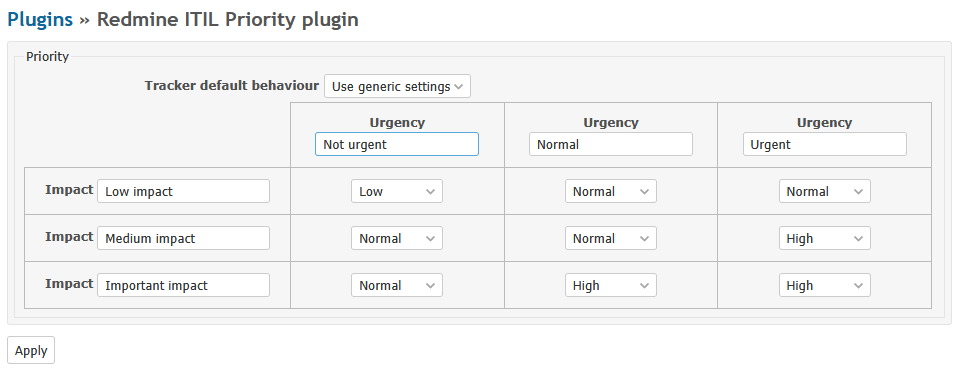 Plugins » Redmine ITIL Priority plugin
Priority
Tracker default behaviour Use generic settings
Urgency Urgency Urgency
Not urgent Normal Urgent
Impact Low impact Low Normal Normal
Impact Medium impact Normal Normal High
Impact Important impact Normal High High
Apply